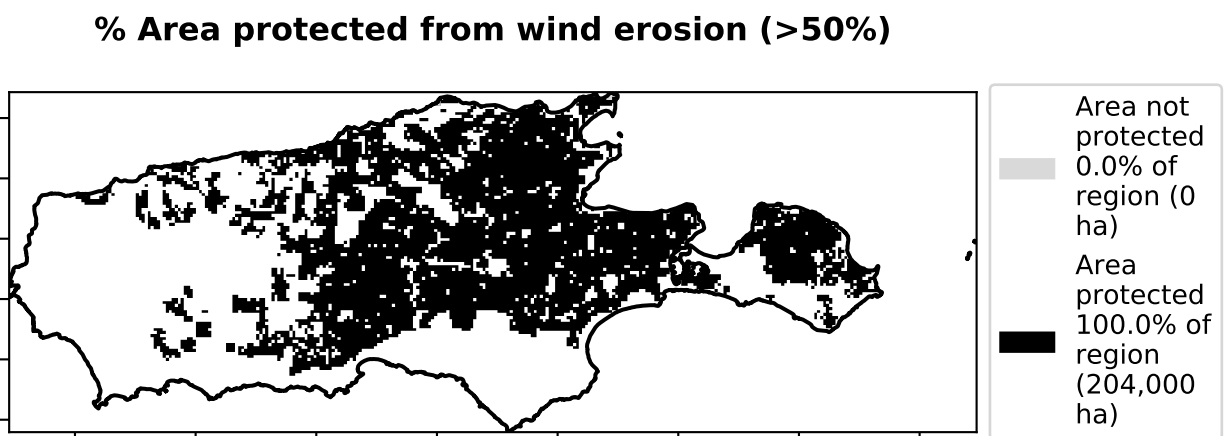 % Area protected from wind erosion (>50%)
Area not
protected
0.0% of
region (0
ha)
Area
protected
100.0% of
region
(204,000
ha)